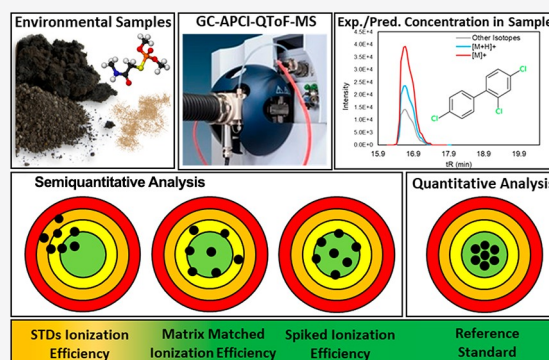 Environmental Samples
GC-APCI-QToF-MS
Exp./Pred. Concentration in Sample
4.5E+4
4.0E+4
3.5E+4
3.0E+4
2.5E+4
2.0E+4
1.5E+4
1.0E+4
5.0E+3
0.0E+0
Intensity
Other Isotopes
[M+H]+
[M]+
Cl
Cl
Cl
15.9 16.9 17.9 18.9 19.9
tR (min)
Semiquantitative Analysis
Quantitative Analysis
STDs Ionization
Efficiency
Matrix Matched
Ionization Efficiency
Spiked Ionization
Efficiency
Reference
Standard